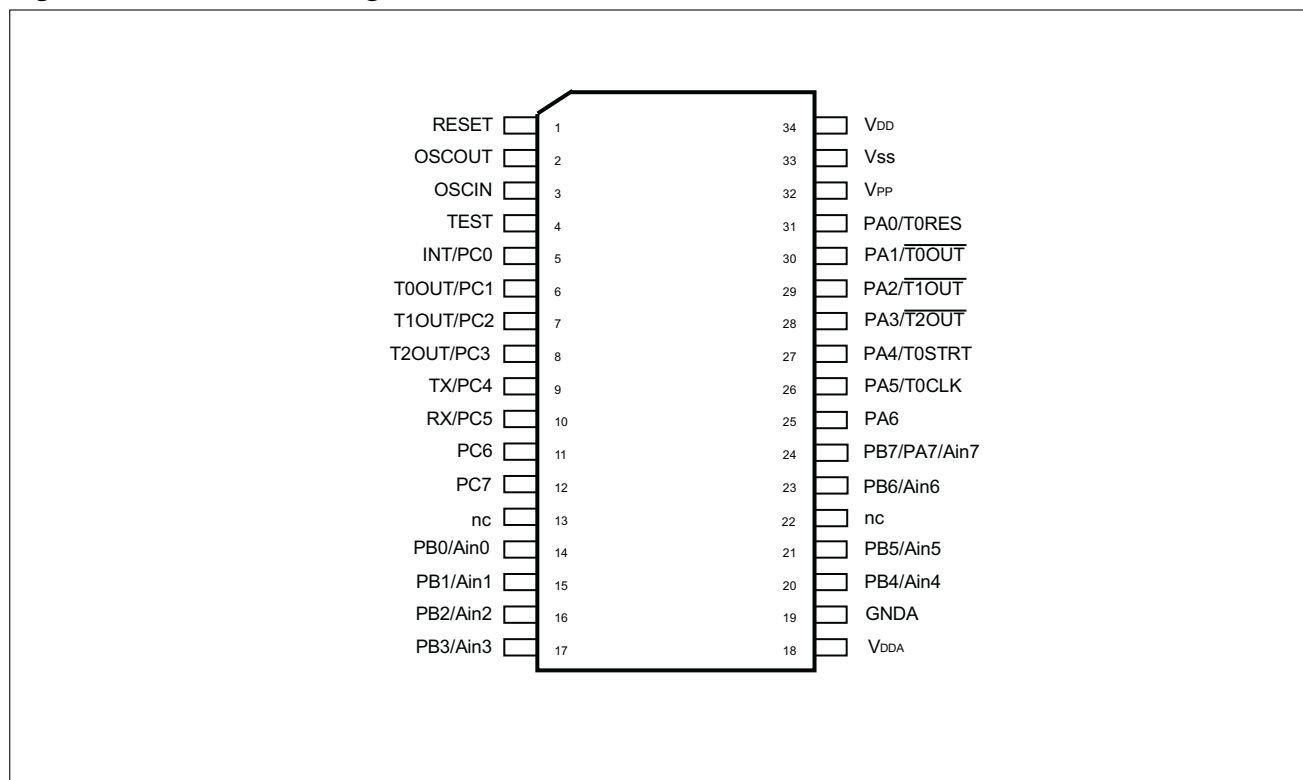 RESET 1
OSCOUT 2
OSCIN 3
TEST 4
INT/PC0 5
T0OUT/PC1 6
T1OUT/PC2 7
T2OUT/PC3 8
TX/PC4 9
RX/PC5 10
PC6 11
PC7 12
nc 13
PB0/Ain0 14
PB1/Ain1 15
PB2/Ain2 16
PB3/Ain3 17
34 VDD
33 Vss
32 VPP
31 PA0/T0RES
30 PA1/T0OUT
29 PA2/T1OUT
28 PA3/T2OUT
27 PA4/T0STRT
26 PA5/T0CLK
25 PA6
24 PB7/PA7/Ain7
23 PB6/Ain6
22 nc
21 PB5/Ain5
20 PB4/Ain4
19 GNDA
18 VDDA